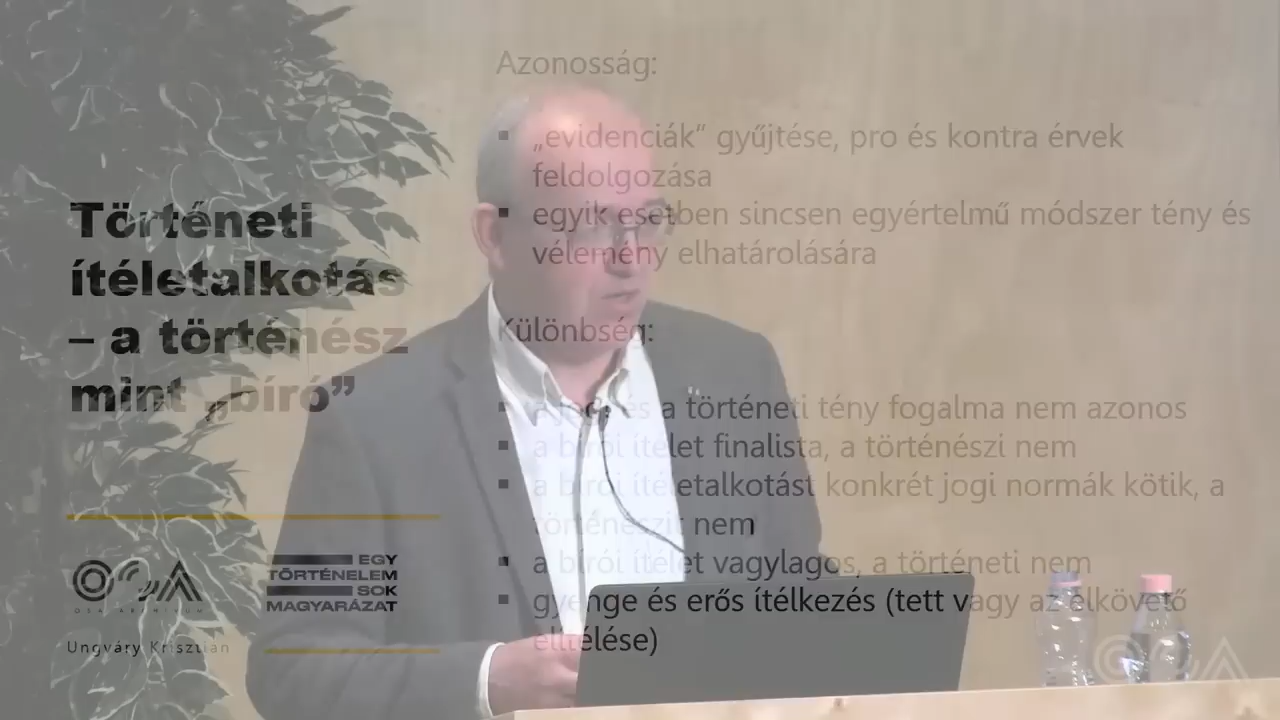 Történeti
ítéletalkotás
– a történész
mint „bíró”
OSA ARCHIVUM
EGY
TÖRTÉNELEM
SOK
MAGYARÁZAT
Ungváry Krisztián
Azonosság:
▪ „evidenciák“ gyűjtése, pro és kontra érvek
feldolgozása
▪ egyik esetben sincsen egyértelmű módszer tény és
vélemény elhatárolására
Különbség:
▪ a jogi és a történeti tény fogalma nem azonos
▪ a bírói ítélet finalista, a történészi nem
▪ a bírói ítéletalkotást konkrét jogi normák kötik, a
történészit nem
▪ a bírói ítélet vagylagos, a történeti nem
▪ gyenge és erős ítélkezés (tett vagy az elkövető
elítélése)